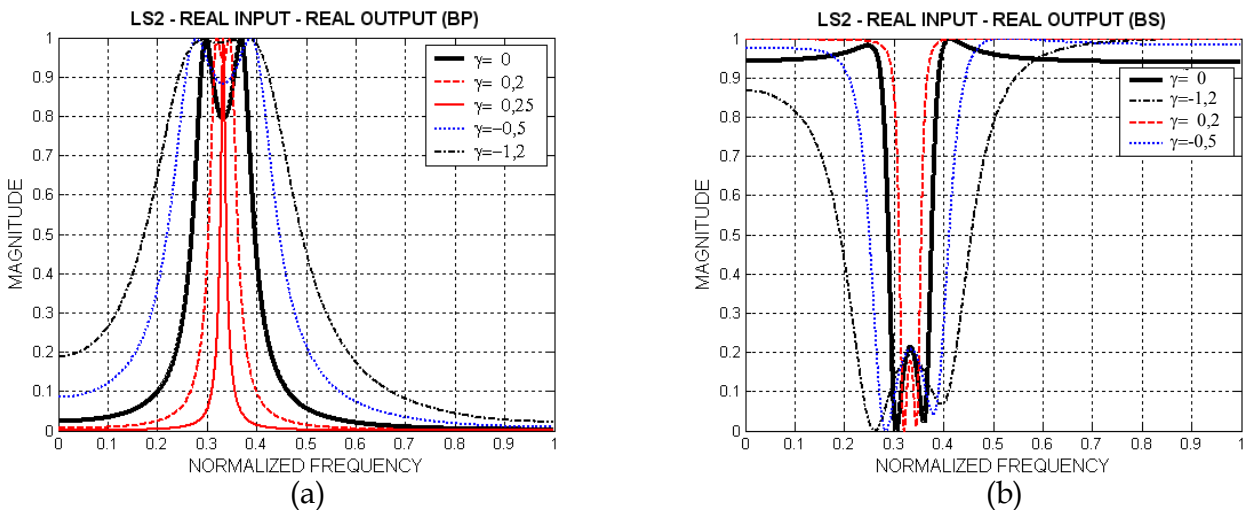 LS2 - REAL INPUT - REAL OUTPUT (BP)
1
0.9
0.8
0.7
0.6
0.5
0.4
0.3
0.2
0.1
0
MAGNITUDE
γ= 0
γ= 0,2
γ= 0,25
γ=−0,5
γ=−1,2
0 0.1 0.2 0.3 0.4 0.5 0.6 0.7 0.8 0.9 1
NORMALIZED FREQUENCY
(a)
LS2 - REAL INPUT - REAL OUTPUT (BS)
1
0.9
0.8
0.7
0.6
0.5
0.4
0.3
0.2
0.1
0
MAGNITUDE
γ= 0
γ=-1,2
γ= 0,2
γ=-0,5
0 0.1 0.2 0.3 0.4 0.5 0.6 0.7 0.8 0.9 1
NORMALIZED FREQUENCY
(b)